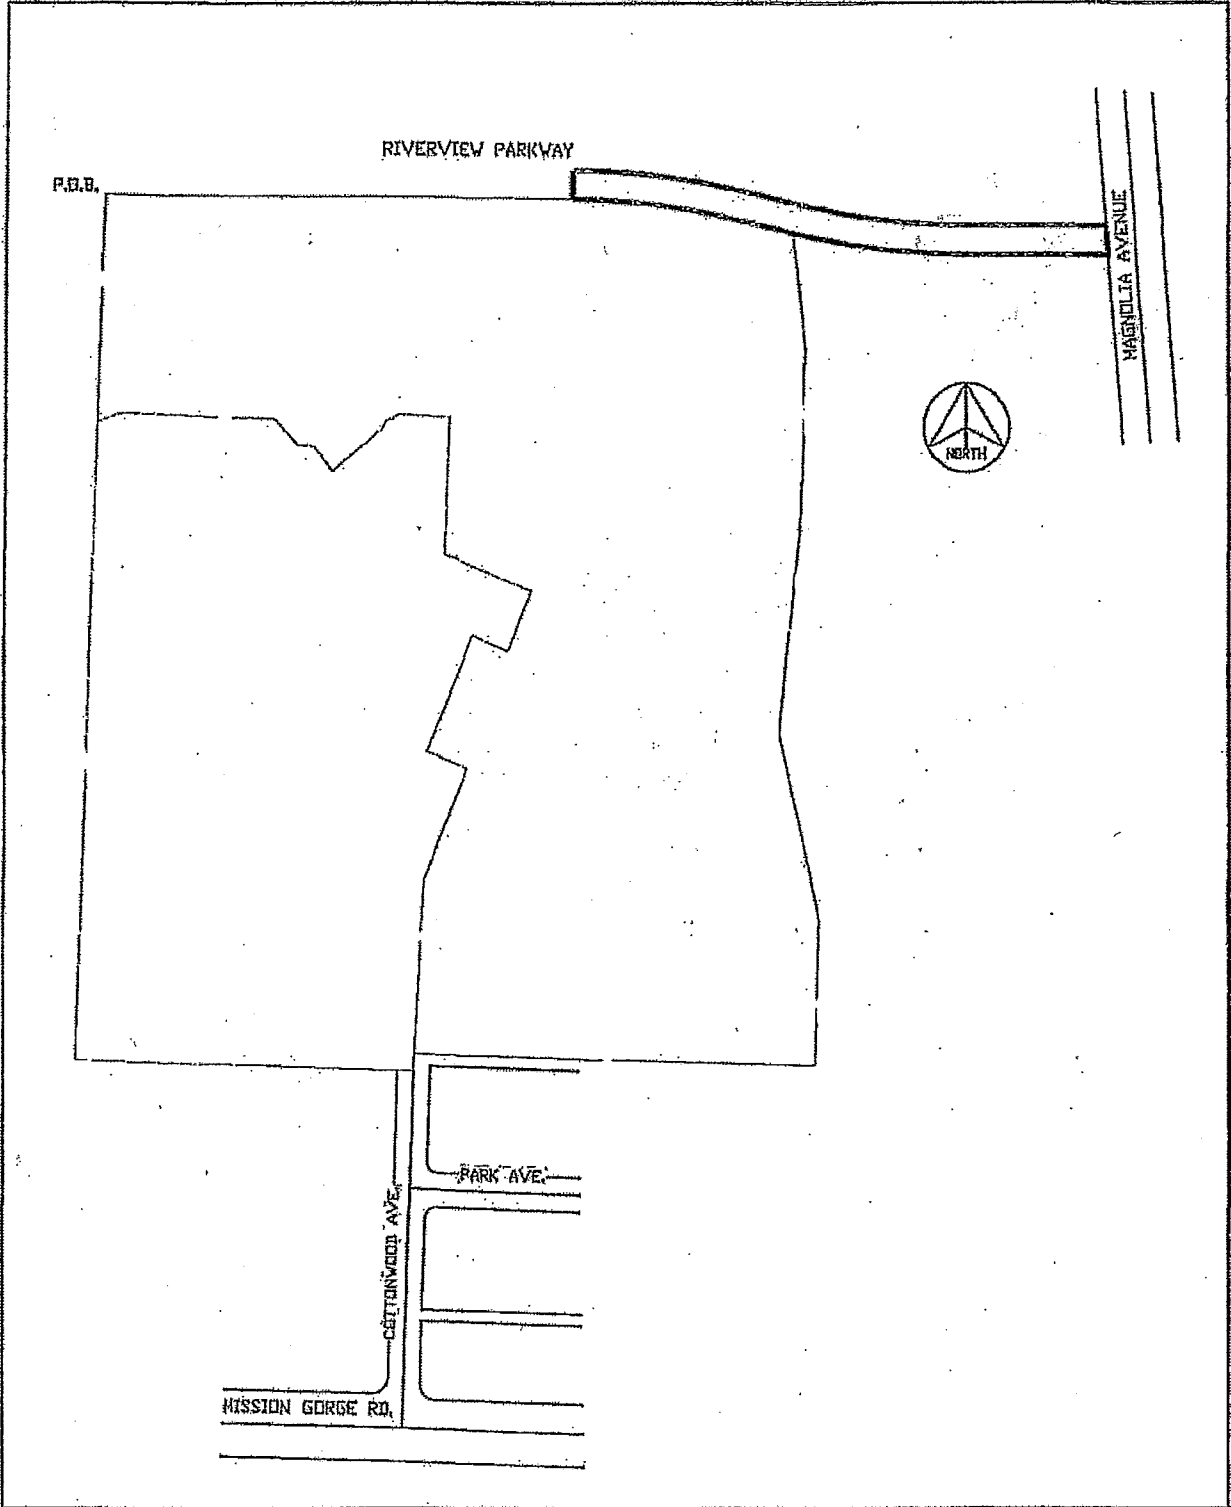 RIVERVIEW PARKWAY
P.O.B.
MAGNOLIA AVENUE
NORTH
PARK AVE.
COTTONWOOD AVE.
MISSION GORGE RD.